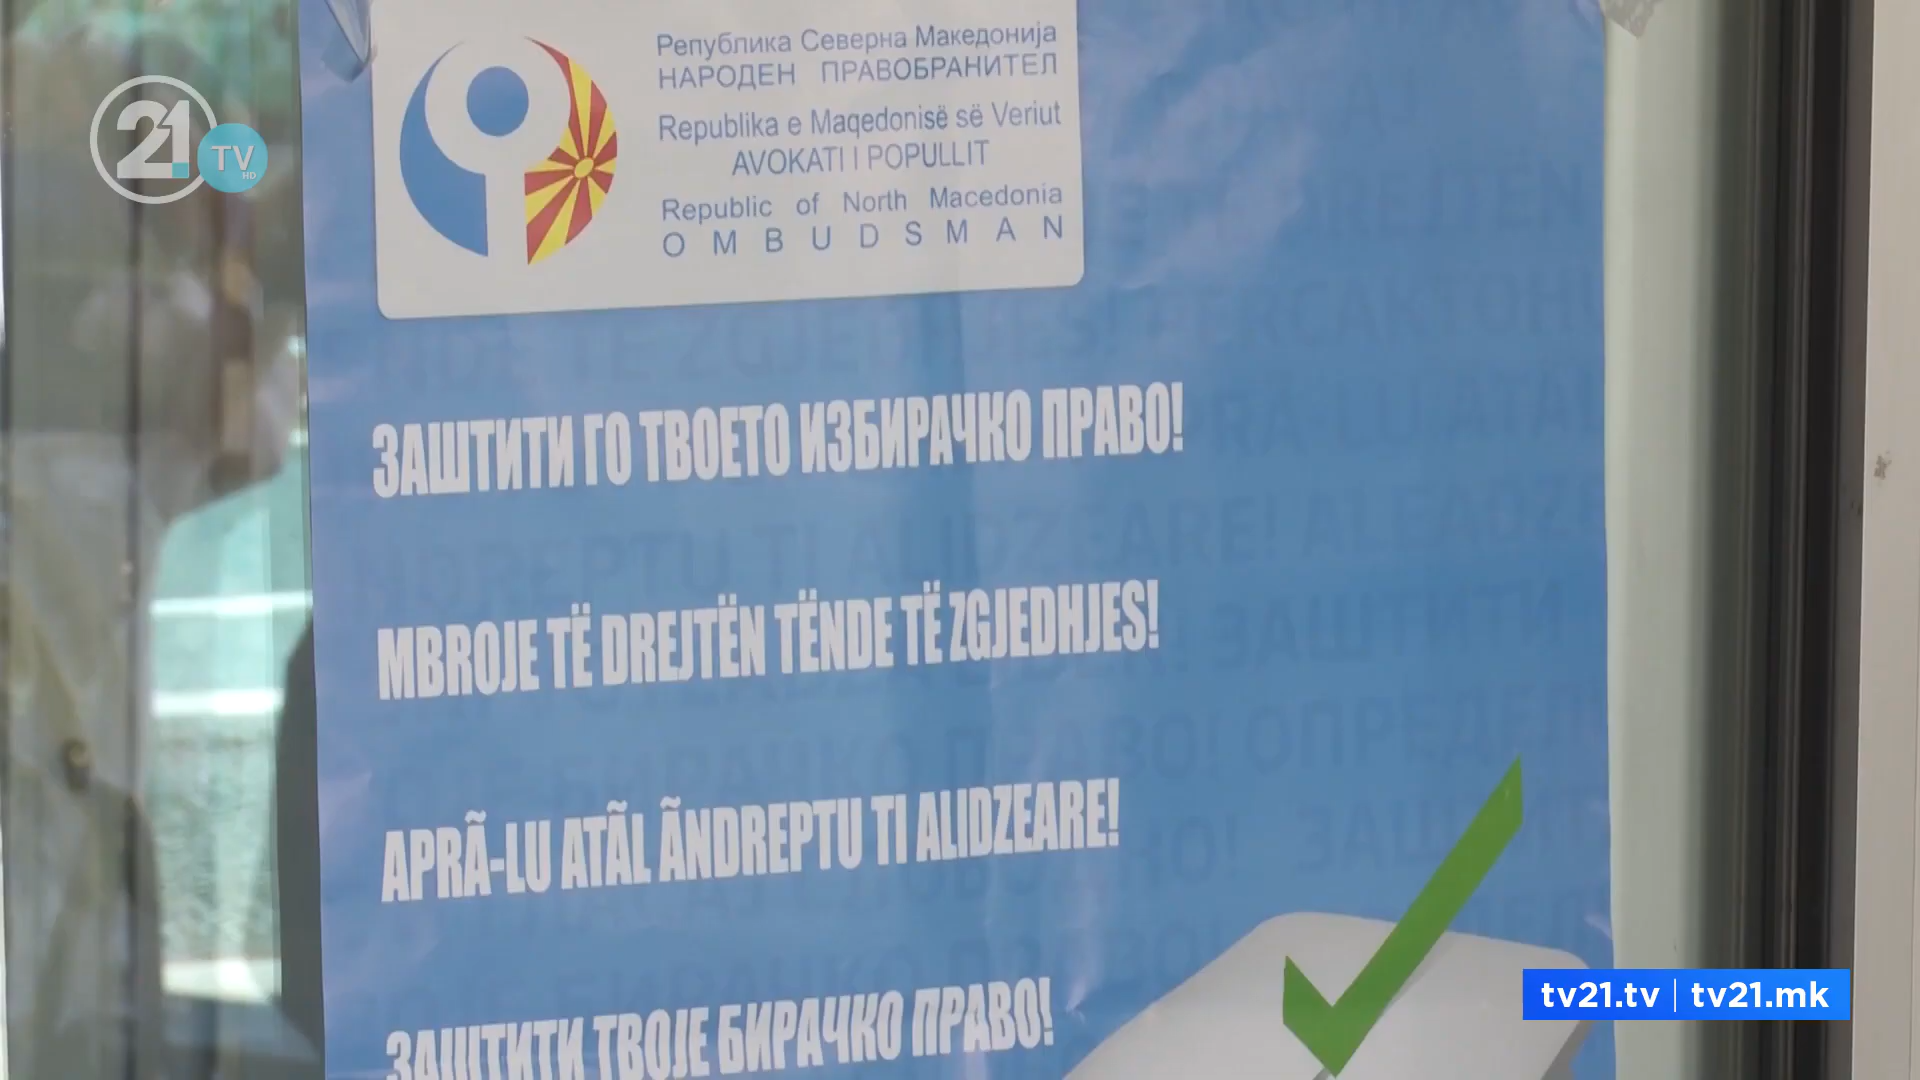 21 TV HD
Република Северна Македонија
НАРОДЕН ПРАВОБРАНИТЕЛ
Republika e Maqedonisë së Veriut
AVOKATI I POPULLIT
Republic of North Macedonia
OMBUDSMAN
ЗАШТИТИ ГО ТВОЕТО ИЗБИРАЧКО ПРАВО!
MBROJE TË DREJTËN TËNDE TË ZGJEDHJES!
APRÃ-LU ATÃL ÃNDREPTU TI ALIDZEARE!
ЗАШТИТИ ТВОЈЕ БИРАЧКО ПРАВО!
tv21.tv | tv21.mk